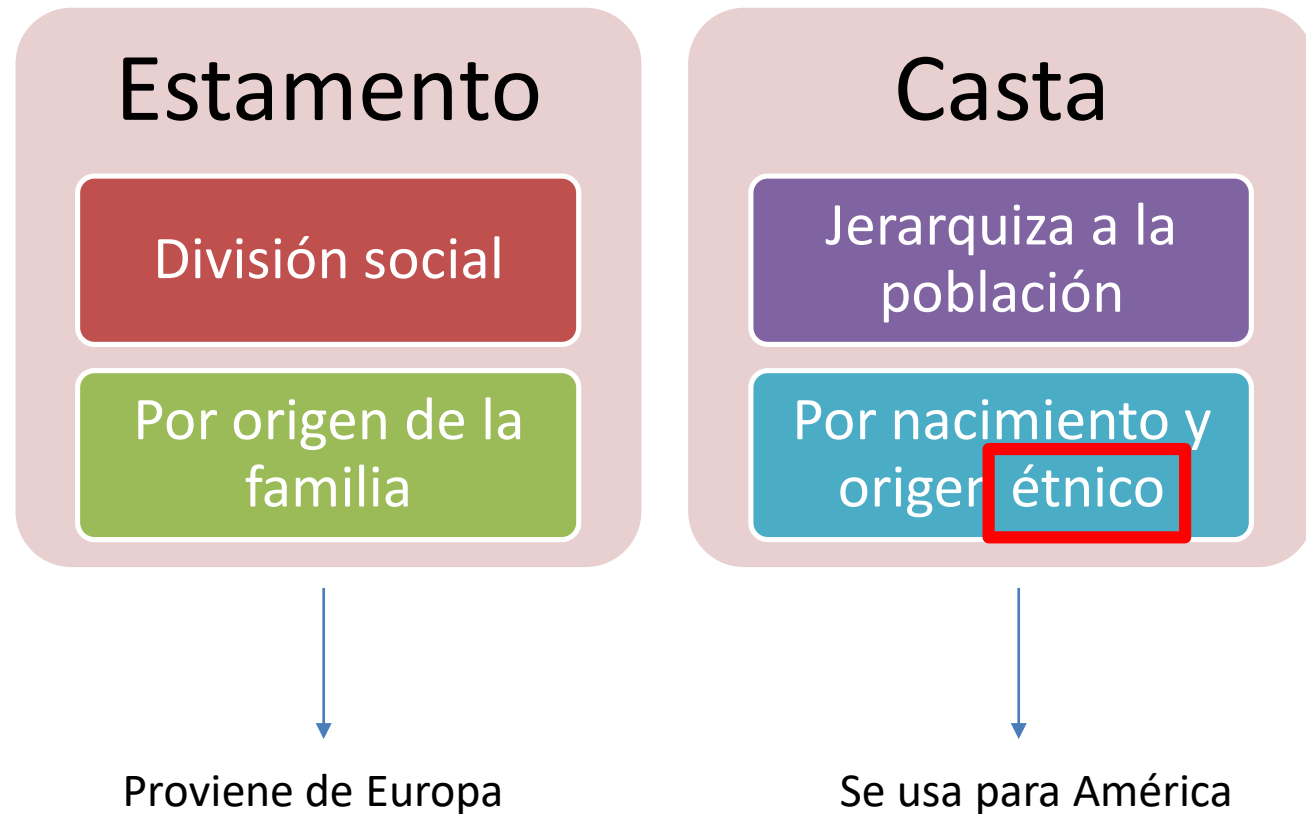 Estamento
División social
Por origen de la
familia
Proviene de Europa
Casta
Jerarquiza a la
población
Por nacimiento y
origen étnico
Se usa para América